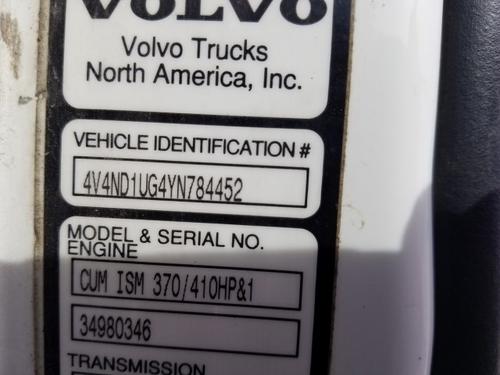 VOLVO
Volvo Trucks
North America, Inc.
VEHICLE IDENTIFICATION #
4V4ND1UG4YN784452
MODEL & SERIAL NO.
ENGINE
CUM ISM 370/410HP&1
34980346
TRANSMISSION